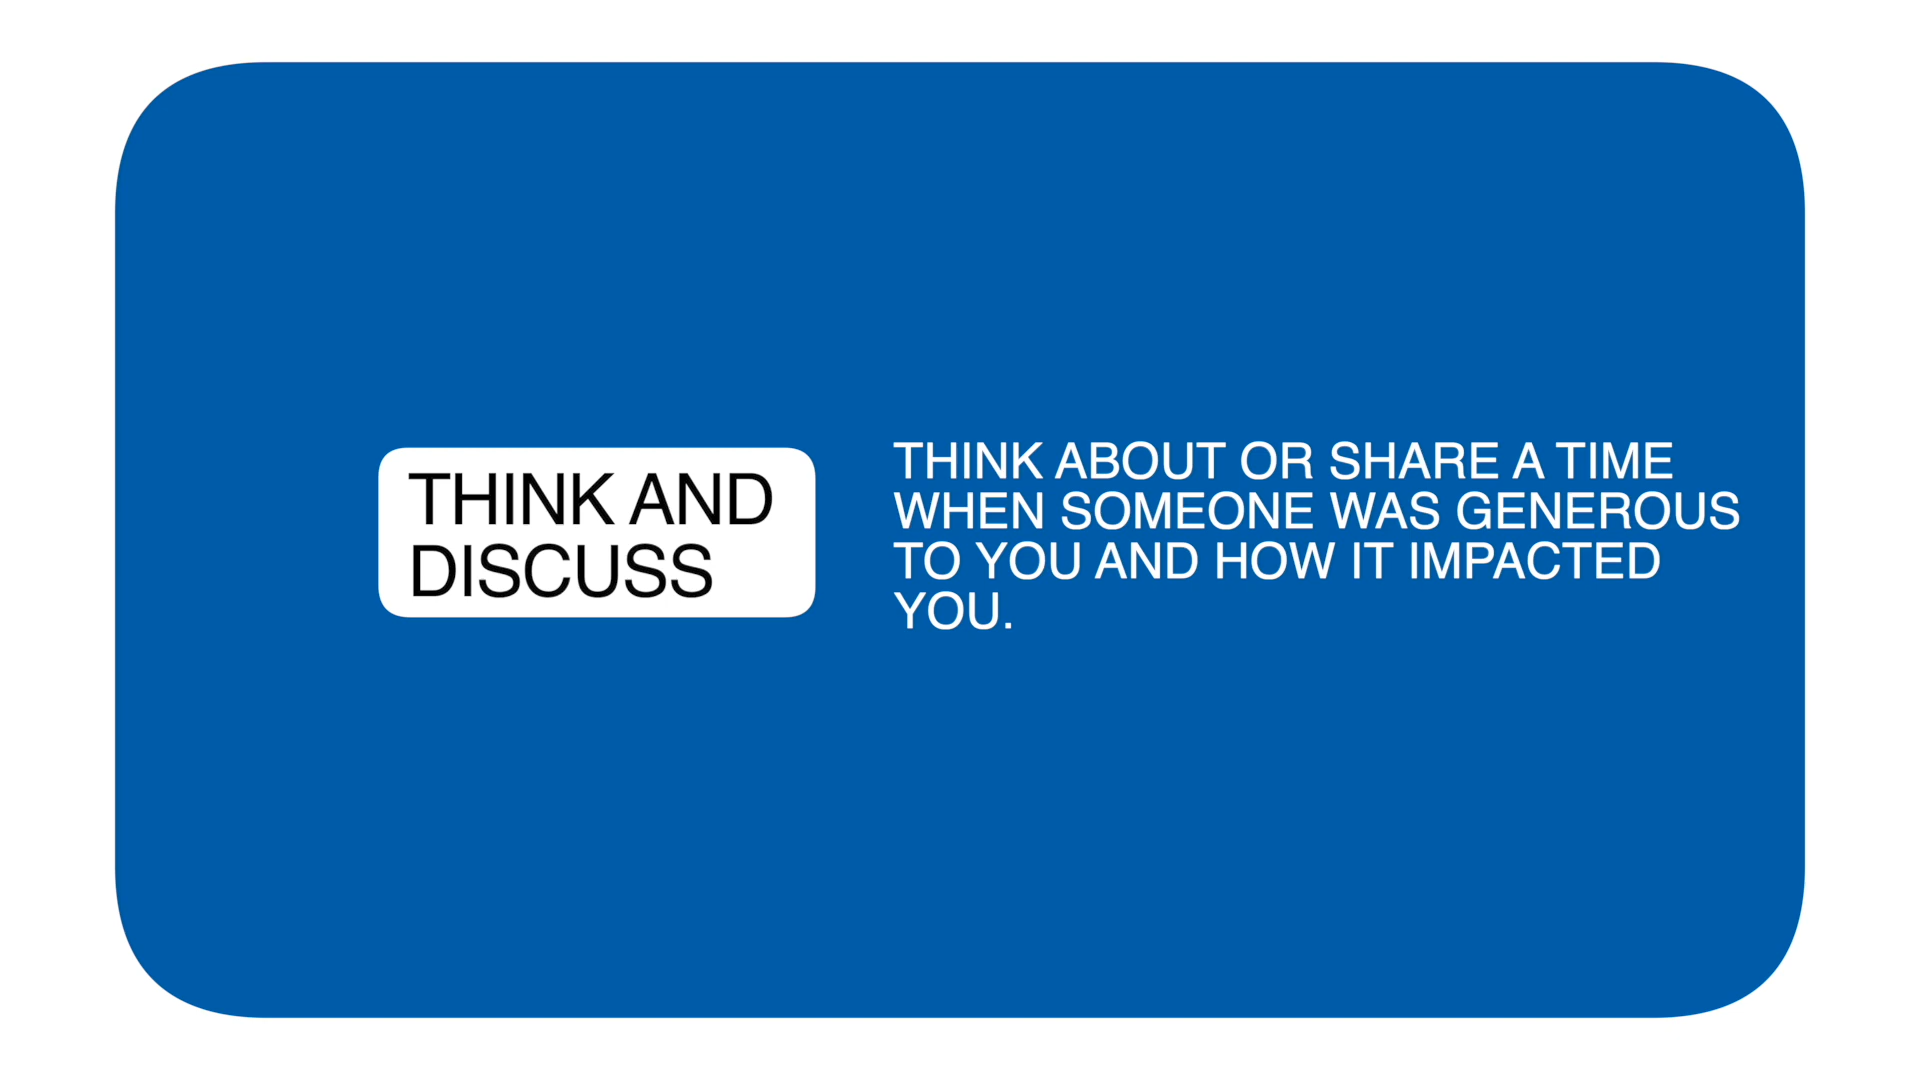 THINK AND
DISCUSS
THINK ABOUT OR SHARE A TIME
WHEN SOMEONE WAS GENEROUS
TO YOU AND HOW IT IMPACTED
YOU.